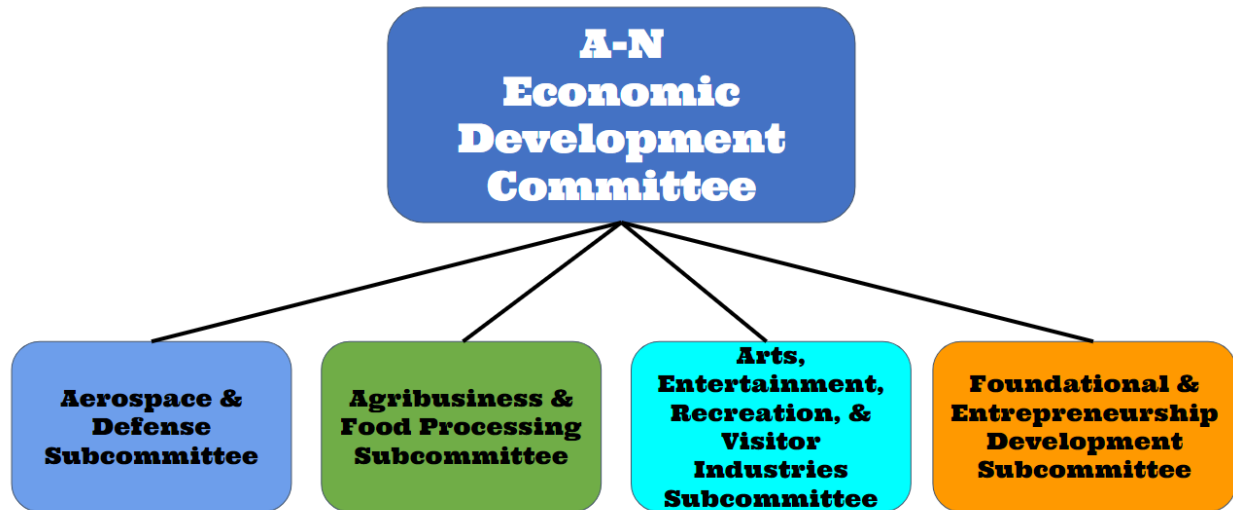 A-N
Economic
Development
Committee
Aerospace &
Defense
Subcommittee
Agribusiness &
Food Processing
Subcommittee
Arts,
Entertainment,
Recreation, &
Visitor
Industries
Subcommittee
Foundational &
Entrepreneurship
Development
Subcommittee